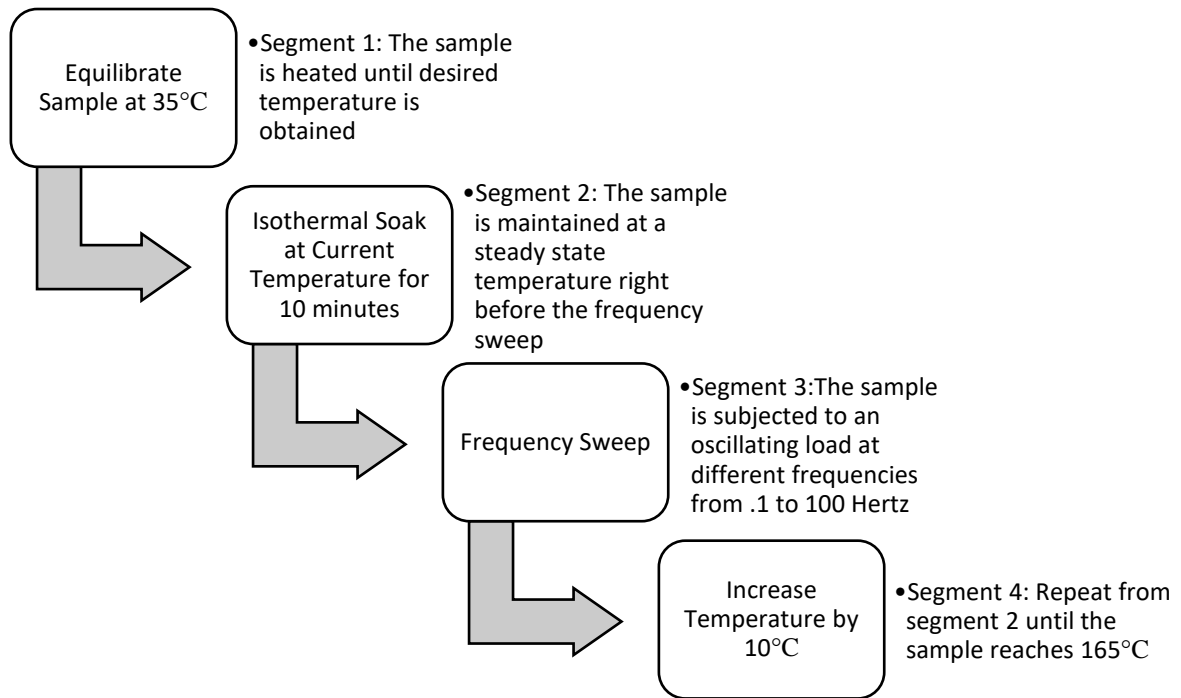 Equilibrate
Sample at 35°C
•Segment 1: The sample
is heated until desired
temperature is
obtained
Isothermal Soak
at Current
Temperature for
10 minutes
•Segment 2: The sample
is maintained at a
steady state
temperature right
before the frequency
sweep
Frequency Sweep
•Segment 3:The sample
is subjected to an
oscillating load at
different frequencies
from .1 to 100 Hertz
Increase
Temperature by
10°C
•Segment 4: Repeat from
segment 2 until the
sample reaches 165°C